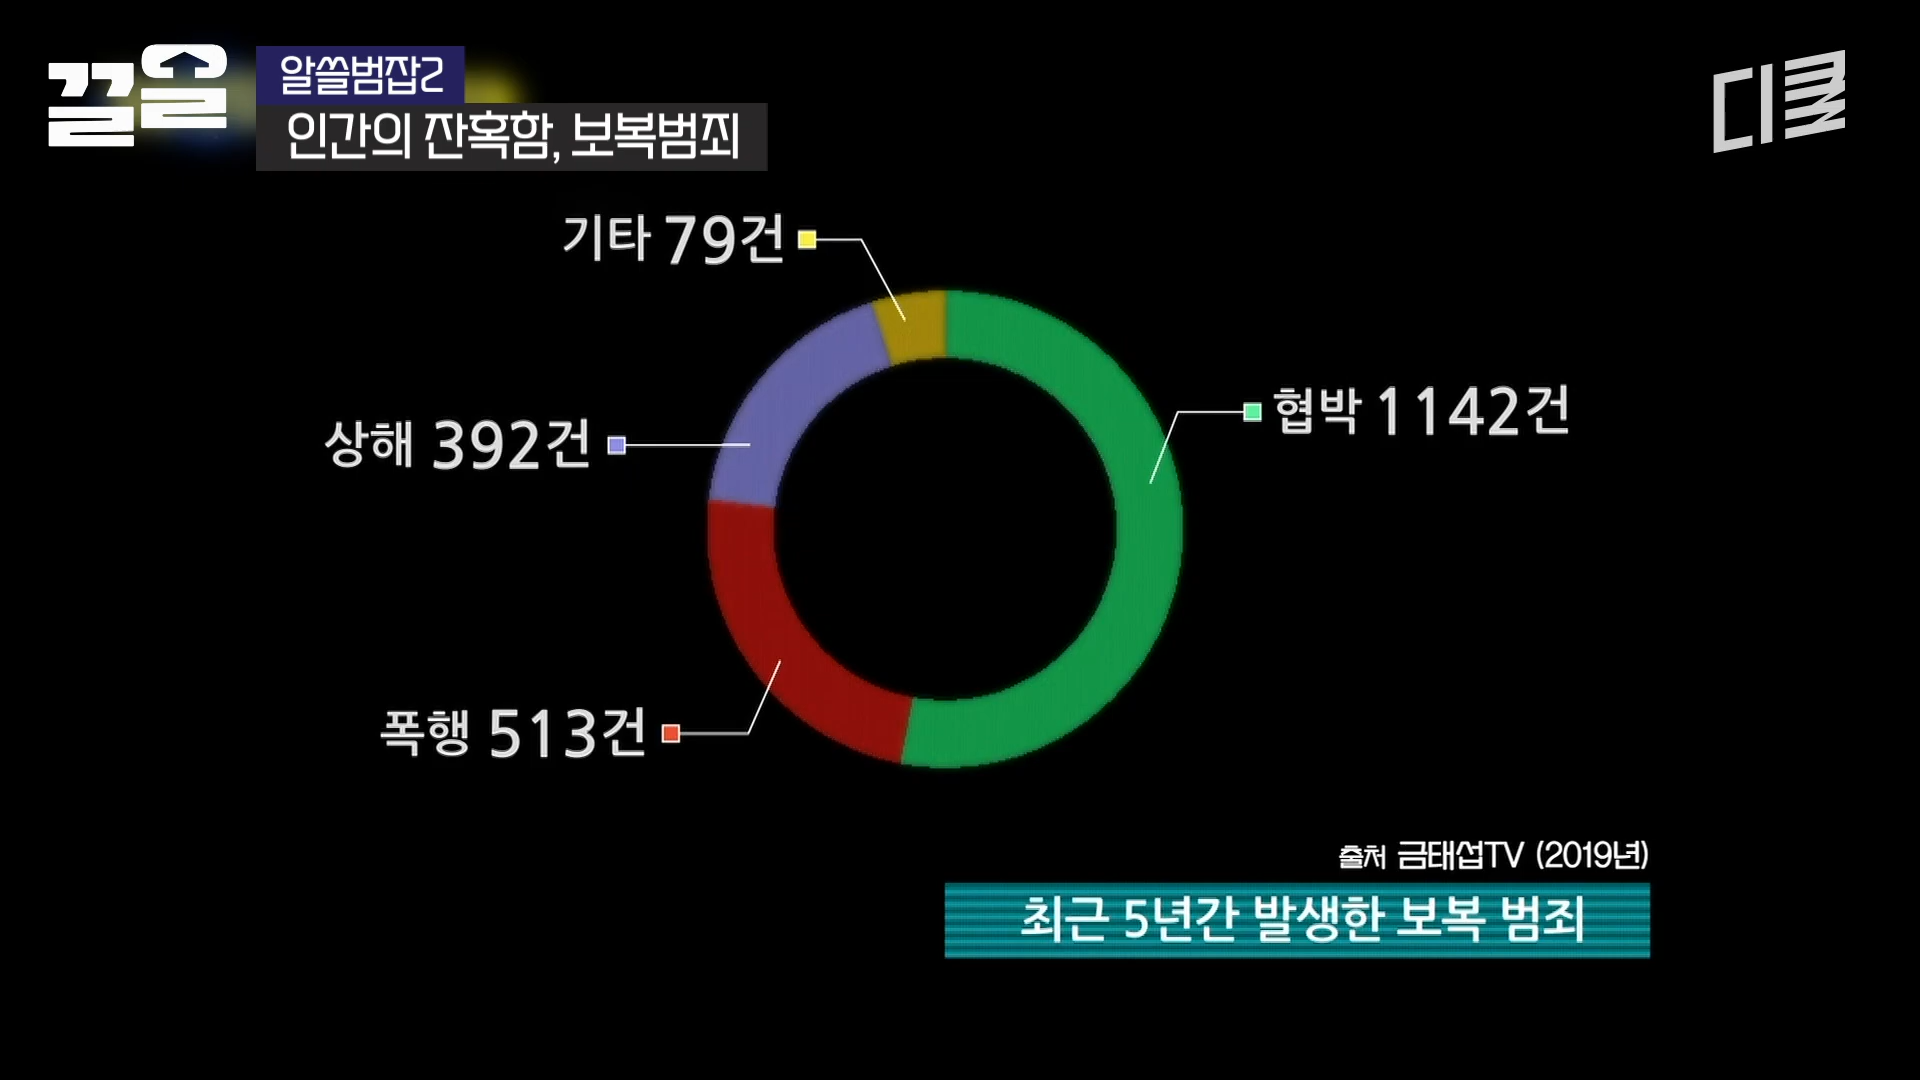 끌올
알쓸범잡2
인간의 잔혹함, 보복범죄
디클
기타 79건
협박 1142건
상해 392건
폭행 513건
출처 금태섭TV (2019년)
최근 5년간 발생한 보복 범죄